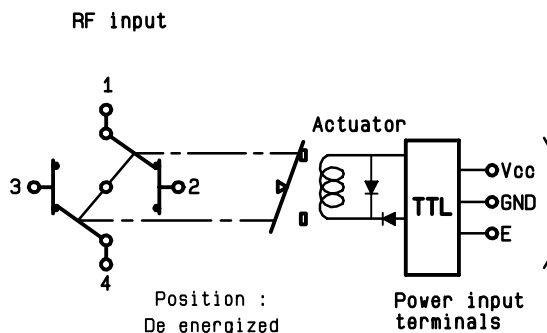 RF input
1
Actuator
3
2
TTL
Vcc
GND
E
4
Position :
De energized
Power input
terminals